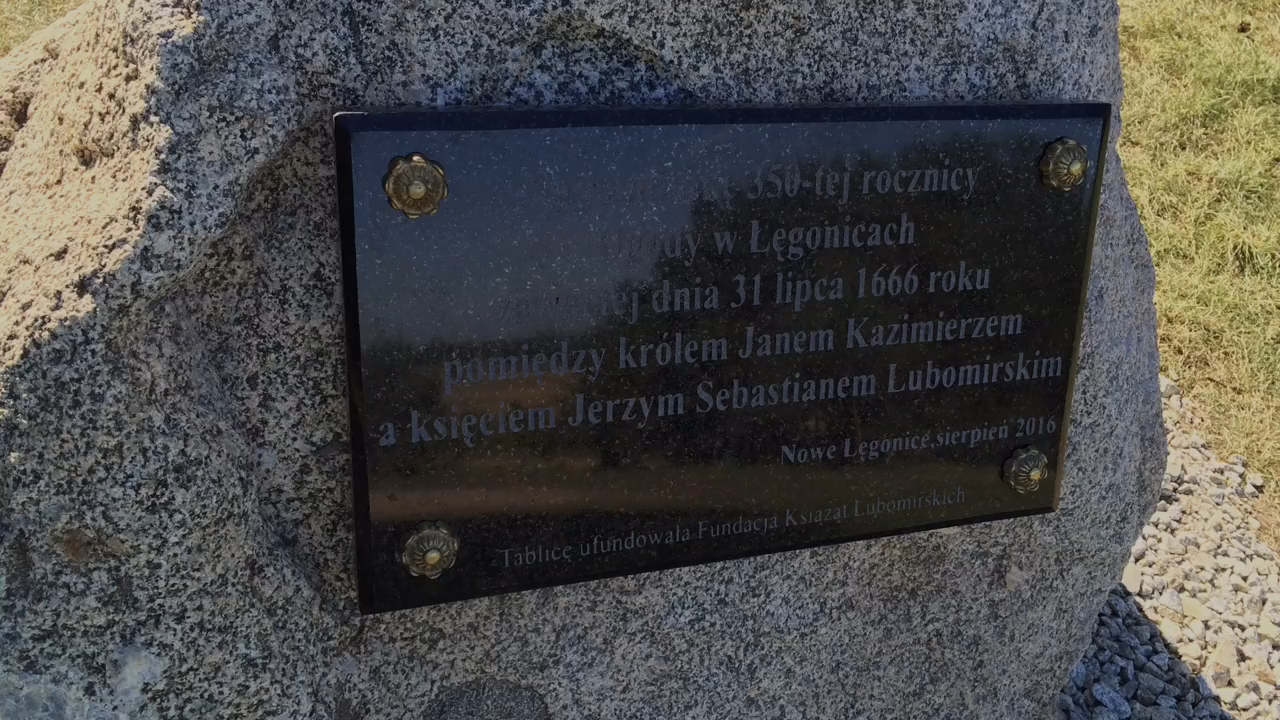 350-tej rocznicy
w Łęgonicach
dnia 31 lipca 1666 roku
pomiędzy królem Janem Kazimierzem
a księciem Jerzym Sebastianem Lubomirskim
Nowe Łęgonice, sierpień 2016
Tablicę ufundowała Fundacja Książąt Lubomirskich